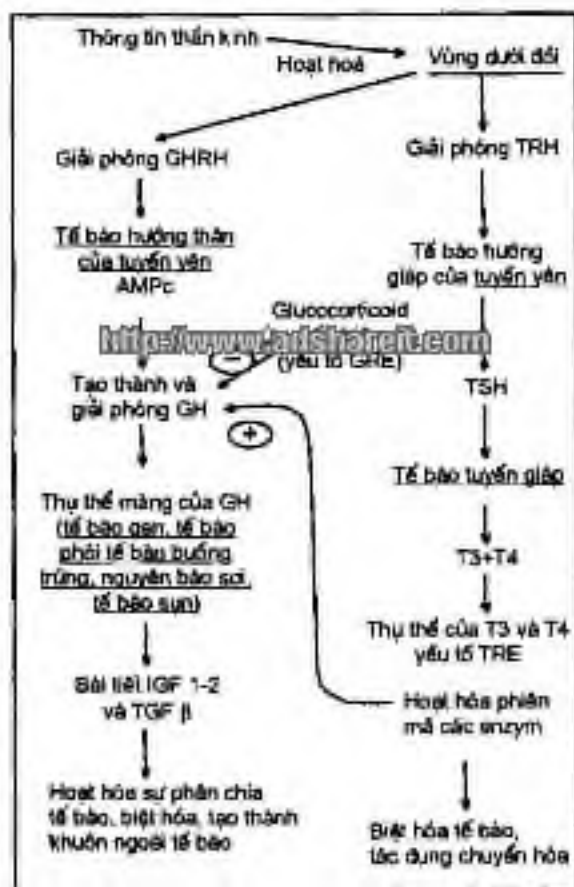 Thông tin thần kinh
Hoạt hoá
Vùng dưới đồi
Giải phóng GHRH
Giải phóng TRH
Tế bào hướng thân
của tuyến yên
AMPc
Tế bào hướng
giáp của tuyến yên
Glucocorticoid
http://www.adshareit.com
(yếu tố GRE)
−
Tạo thành và
giải phóng GH
+
TSH
Tế bào tuyến giáp
Thụ thể màng của GH
(tế bào gan, tế bào
phổi tế bào buồng
trứng, nguyên bào sợi,
tế bào sụn)
T3+T4
Thụ thể của T3 và T4
yếu tố TRE
Bài tiết IGF 1-2
và TGF β
Hoạt hóa phiên
mã các enzym
Hoạt hóa sự phân chia
tế bào, biệt hóa, tạo thành
khuôn ngoài tế bào
Biệt hóa tế bào,
tác dụng chuyển hóa